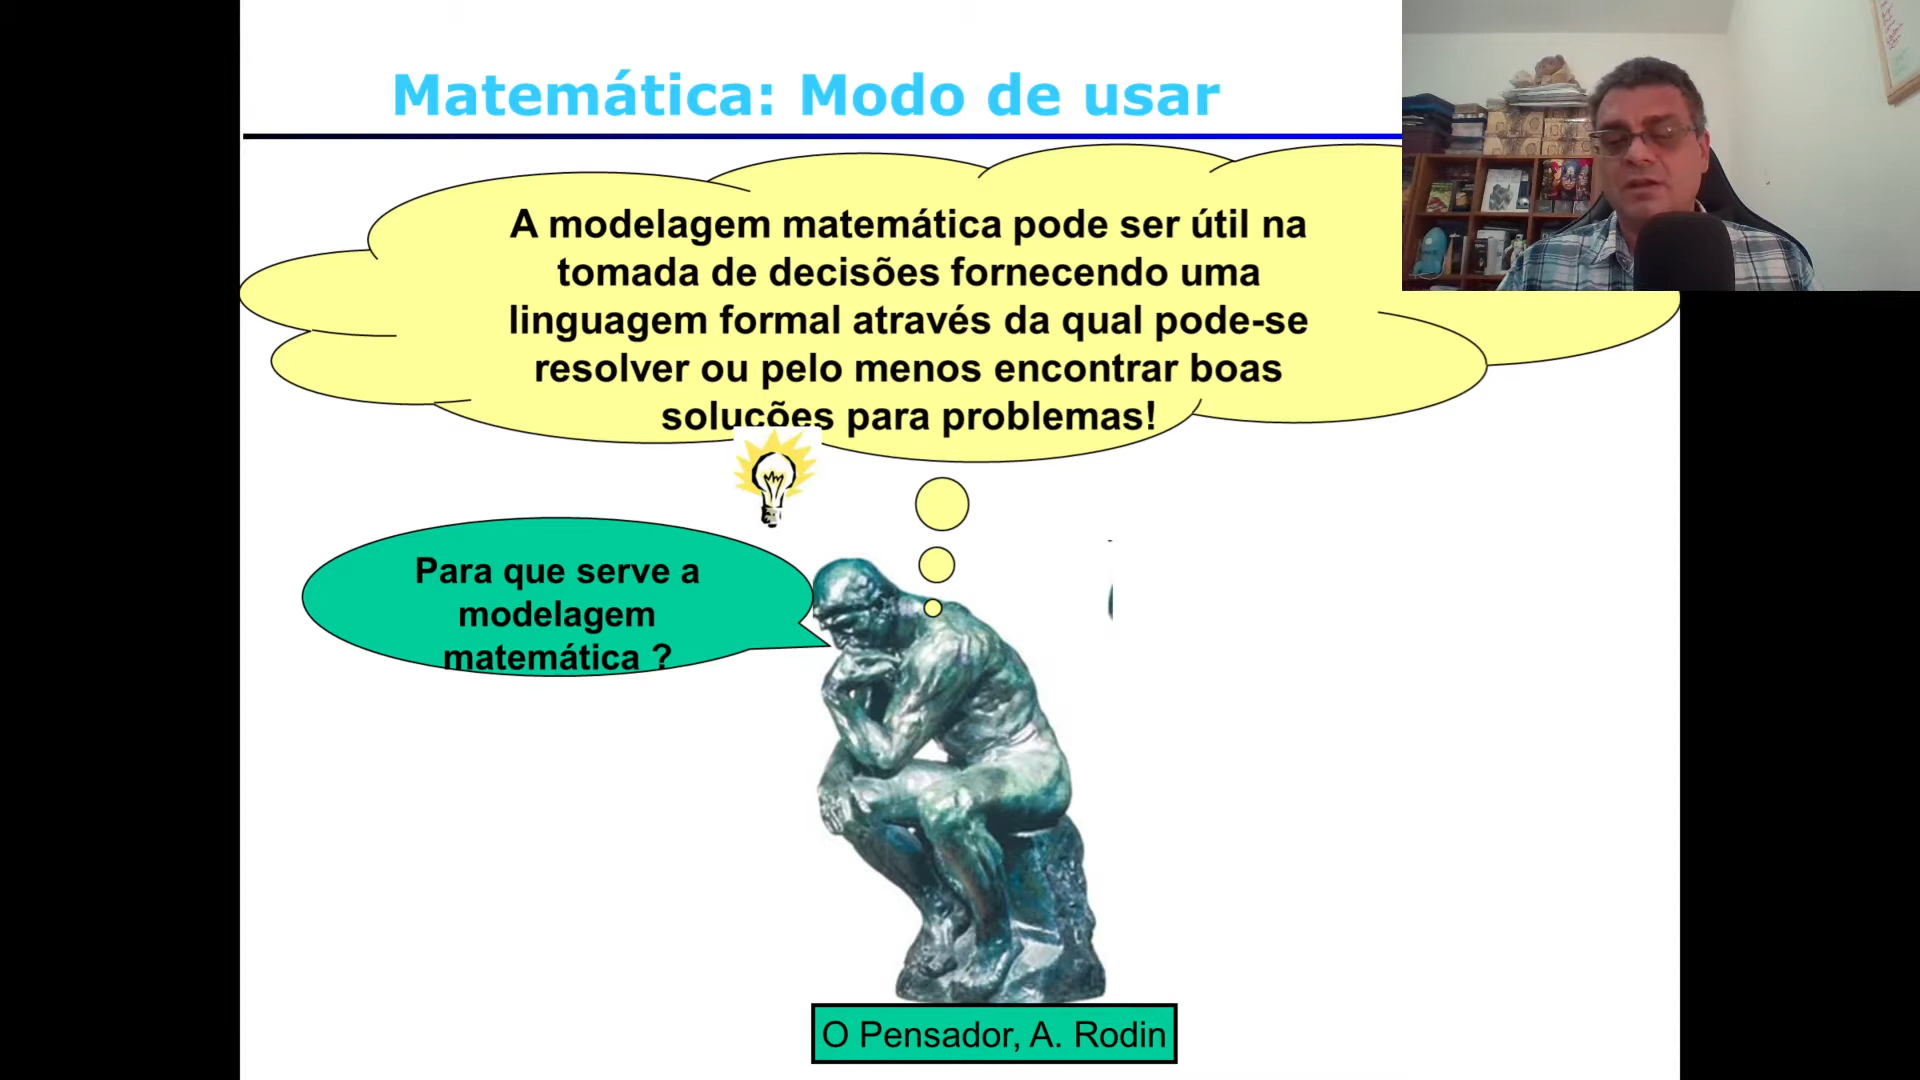 Matemática: Modo de usar
A modelagem matemática pode ser útil na
tomada de decisões fornecendo uma
linguagem formal através da qual pode-se
resolver ou pelo menos encontrar boas
soluções para problemas!
Para que serve a
modelagem
matemática ?
O Pensador, A. Rodin